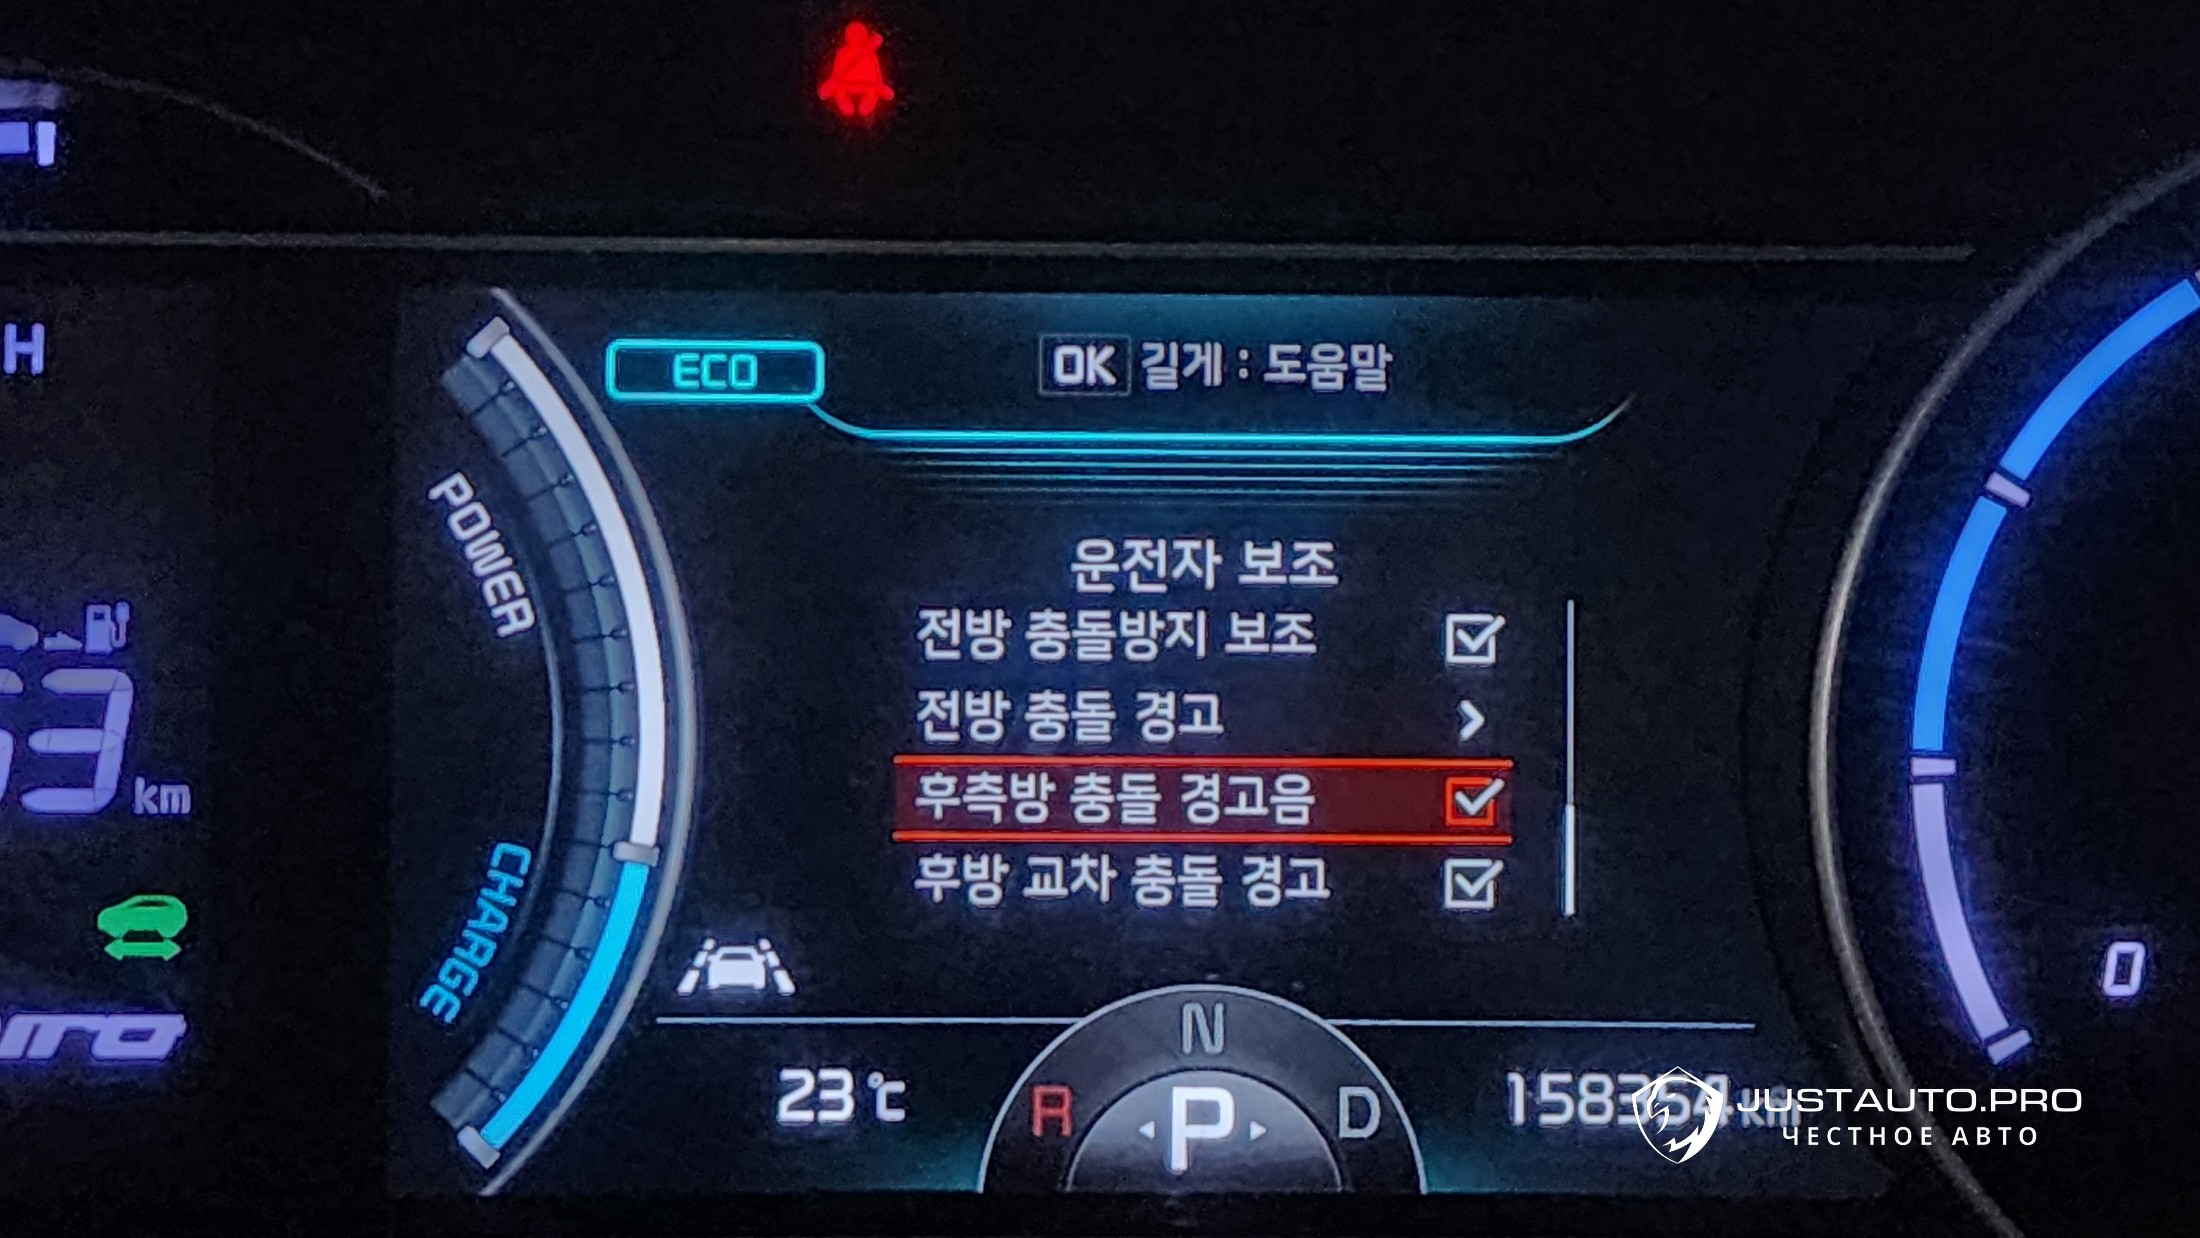 H
ECO
OK 길게 : 도움말
POWER
운전자 보조
전방 충돌방지 보조
전방 충돌 경고
후측방 충돌 경고음
후방 교차 충돌 경고
km
CHARGE
0
N
23 ℃
R
P
D
JUSTAUTO.PRO
ЧЕСТНОЕ АВТО